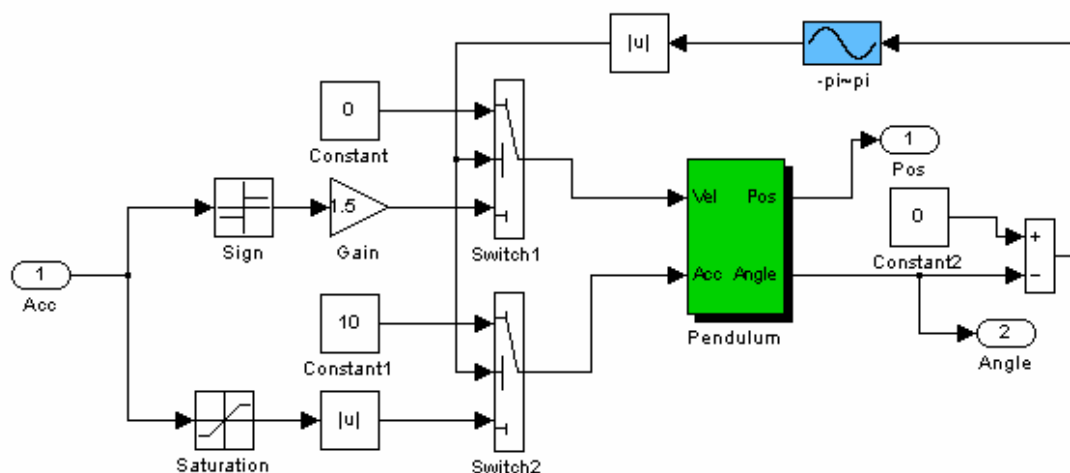 |u|
-pi~pi
0
Constant
1
Pos
1.5
Sign
Gain
Switch1
Vel
Pos
0
Constant2
+
−
1
Acc
Acc
Angle
10
Constant1
Pendulum
2
Angle
|u|
Saturation
Switch2